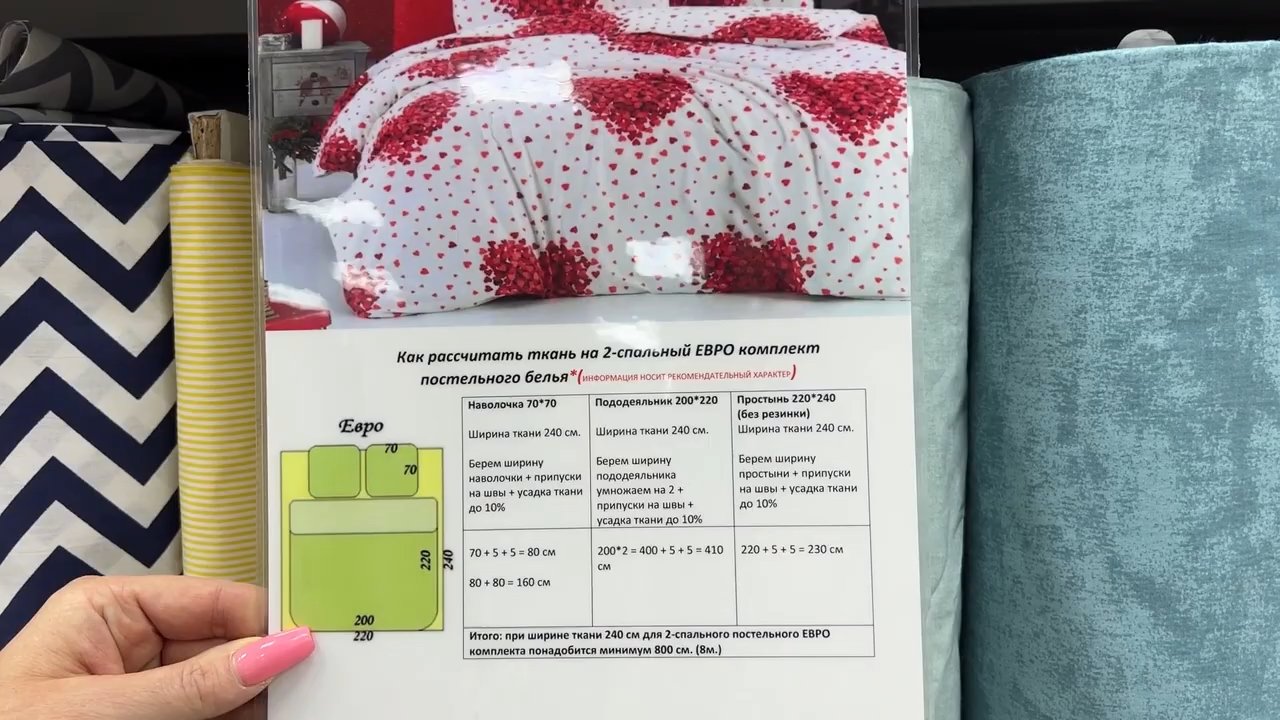 Как рассчитать ткань на 2-спальный ЕВРО комплект
постельного белья*(ИНФОРМАЦИЯ НОСИТ РЕКОМЕНДАТЕЛЬНЫЙ ХАРАКТЕР)
Евро
70
70
220
240
200
220
Наволочка 70*70
Ширина ткани 240 см.
Берем ширину
наволочки + припуски
на швы + усадка ткани
до 10%
Пододеяльник 200*220
Ширина ткани 240 см.
Берем ширину
пододеяльника
умножаем на 2 +
припуски на швы +
усадка ткани до 10%
Простынь 220*240
(без резинки)
Ширина ткани 240 см.
Берем ширину
простыни + припуски
на швы + усадка ткани
до 10%
70 + 5 + 5 = 80 см
80 + 80 = 160 см
200*2 = 400 + 5 + 5 = 410
см
220 + 5 + 5 = 230 см
Итого: при ширине ткани 240 см для 2-спального постельного ЕВРО
комплекта понадобится минимум 800 см. (8м.)